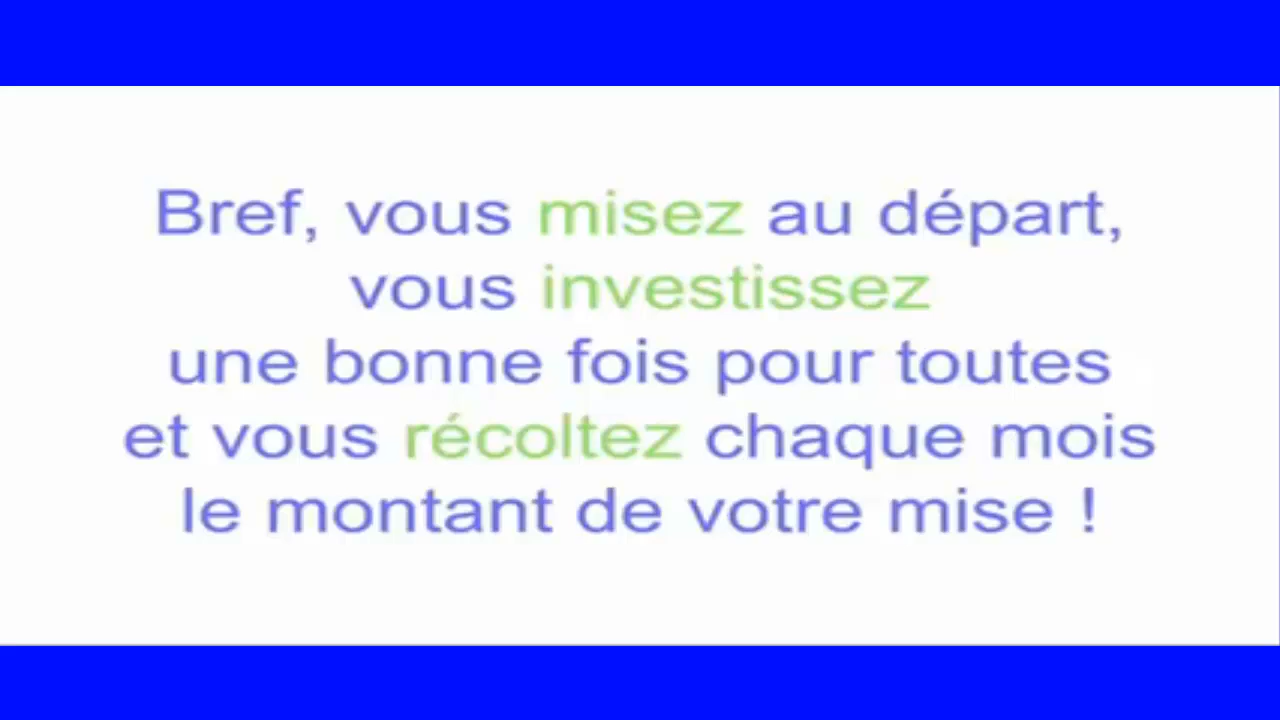 Bref, vous misez au départ,
vous investissez
une bonne fois pour toutes
et vous récoltez chaque mois
le montant de votre mise !